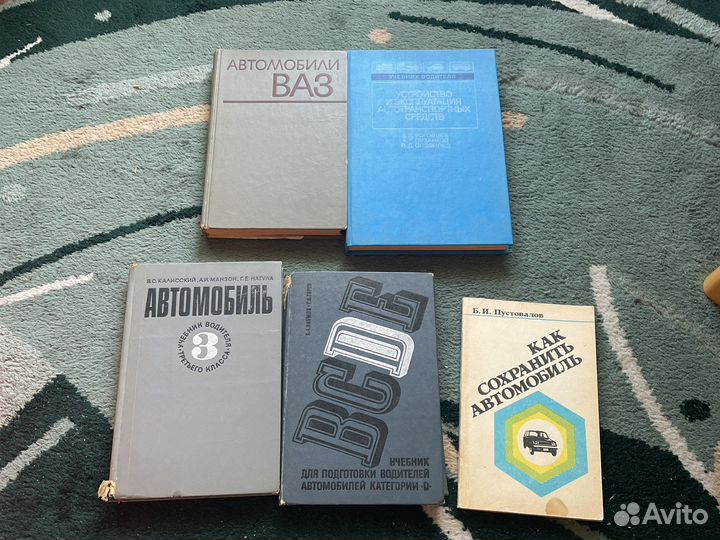 АВТОМОБИЛИ
ВАЗ
УЧЕБНИК ВОДИТЕЛЯ
УСТРОЙСТВО
И ЭКСПЛУАТАЦИЯ
АВТОТРАНСПОРТНЫХ
СРЕДСТВ
В.С.КАЛИССКИЙ, А.И.МАНЗОН, Г.Е.НАГУЛА
АВТОМОБИЛЬ
УЧЕБНИК ВОДИТЕЛЯ
3
ТРЕТЬЕГО КЛАССА
BCDE
УЧЕБНИК
ДЛЯ ПОДГОТОВКИ ВОДИТЕЛЕЙ
АВТОМОБИЛЕЙ КАТЕГОРИИ «D»
Б. И. Пустовалов
КАК
СОХРАНИТЬ
АВТОМОБИЛЬ
Avito